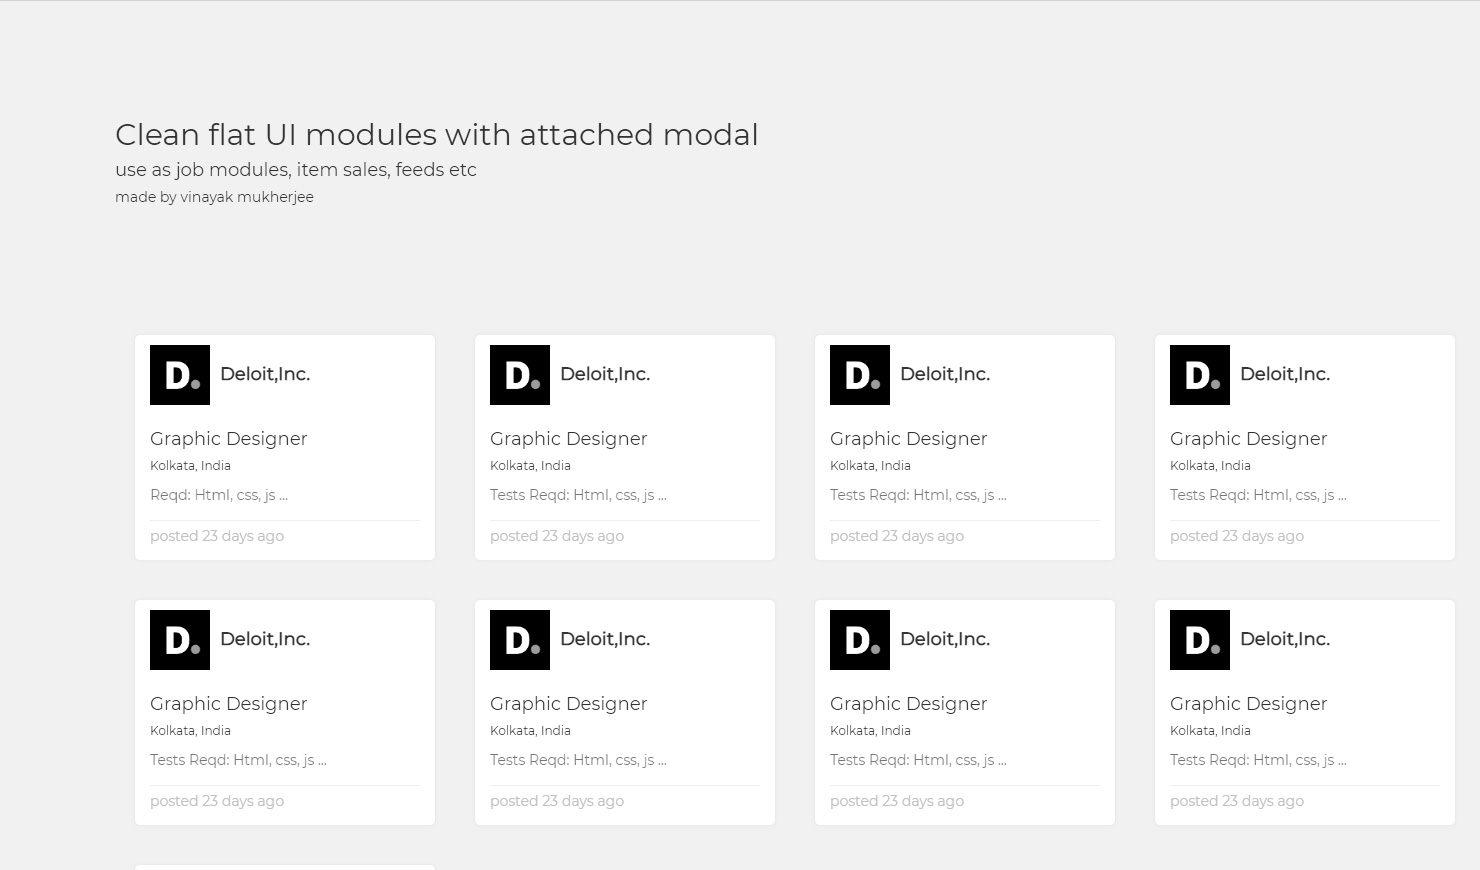 Clean flat UI modules with attached modal
use as job modules, item sales, feeds etc
made by vinayak mukherjee
D. Deloit,Inc.
Graphic Designer
Kolkata, India
Reqd: Html, css, js ...
posted 23 days ago
D. Deloit,Inc.
Graphic Designer
Kolkata, India
Tests Reqd: Html, css, js ...
posted 23 days ago
D. Deloit,Inc.
Graphic Designer
Kolkata, India
Tests Reqd: Html, css, js ...
posted 23 days ago
D. Deloit,Inc.
Graphic Designer
Kolkata, India
Tests Reqd: Html, css, js ...
posted 23 days ago
D. Deloit,Inc.
Graphic Designer
Kolkata, India
Tests Reqd: Html, css, js ...
posted 23 days ago
D. Deloit,Inc.
Graphic Designer
Kolkata, India
Tests Reqd: Html, css, js ...
posted 23 days ago
D. Deloit,Inc.
Graphic Designer
Kolkata, India
Tests Reqd: Html, css, js ...
posted 23 days ago
D. Deloit,Inc.
Graphic Designer
Kolkata, India
Tests Reqd: Html, css, js ...
posted 23 days ago